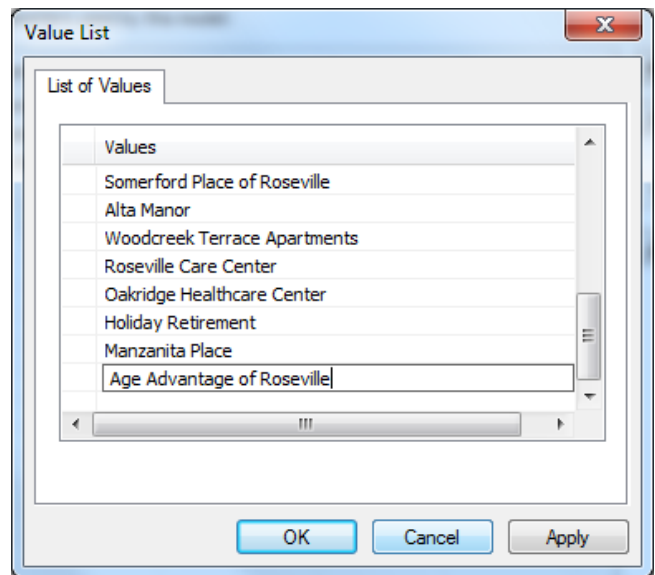 Value List
List of Values
Values
Somerford Place of Roseville
Alta Manor
Woodcreek Terrace Apartments
Roseville Care Center
Oakridge Healthcare Center
Holiday Retirement
Manzanita Place
Age Advantage of Roseville
OK Cancel Apply